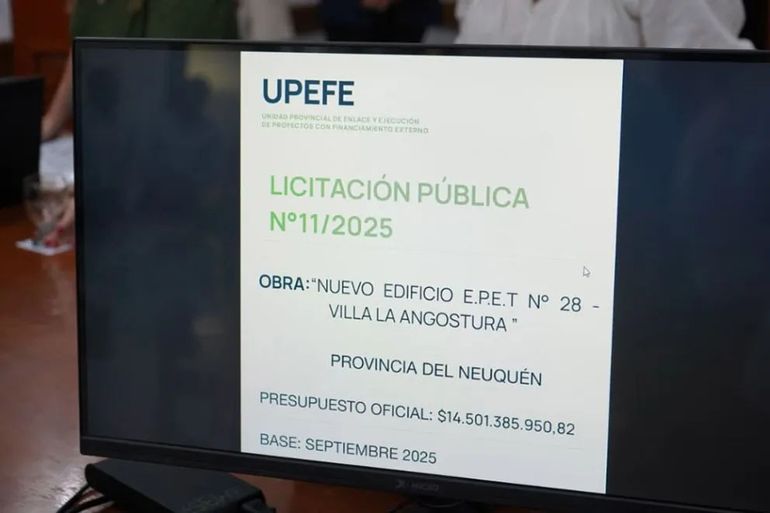 UPEFE
UNIDAD PROVINCIAL DE ENLACE Y EJECUCIÓN
DE PROYECTOS CON FINANCIAMIENTO EXTERNO
LICITACIÓN PÚBLICA
N°11/2025
OBRA:“NUEVO EDIFICIO E.P.E.T N° 28 -
VILLA LA ANGOSTURA ”
PROVINCIA DEL NEUQUÉN
PRESUPUESTO OFICIAL: $14.501.385.950,82
BASE: SEPTIEMBRE 2025